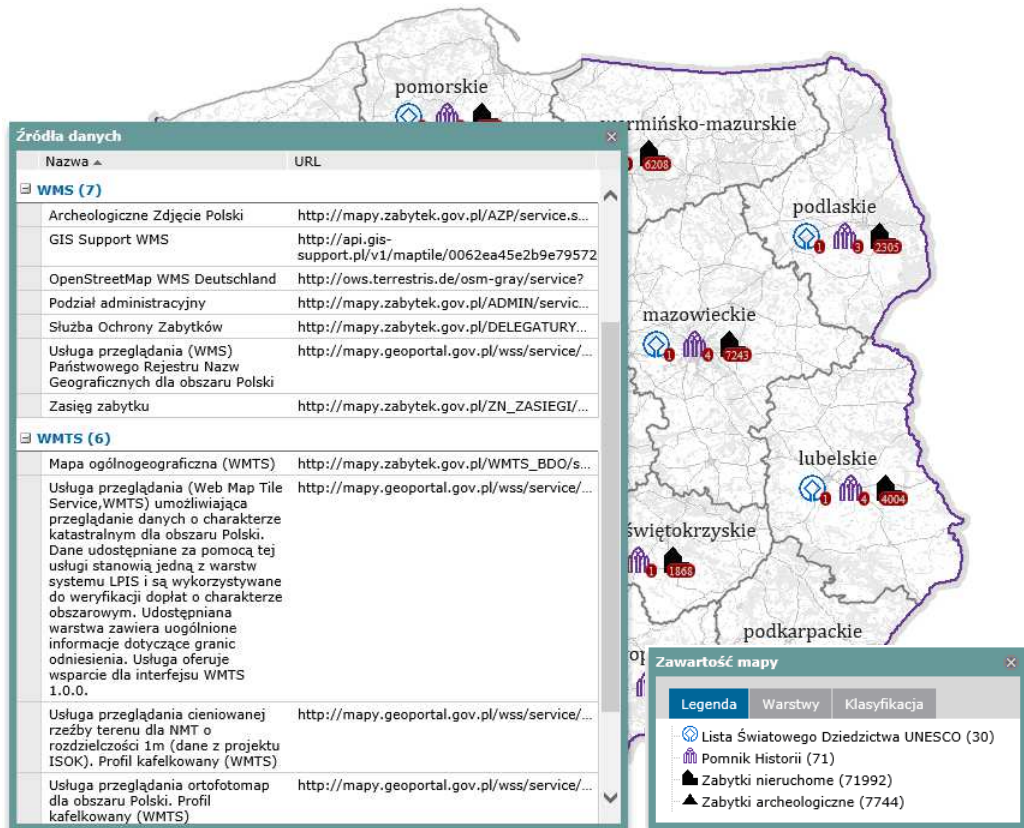 pomorskie
warmińsko-mazurskie
6208
podlaskie
1 3 2305
mazowieckie
1 4 7243
lubelskie
1 4 4004
świętokrzyskie
1 1868
podkarpackie
Źródła danych
Nazwa URL
WMS (7)
Archeologiczne Zdjęcie Polski http://mapy.zabytek.gov.pl/AZP/service.s...
GIS Support WMS http://api.gis-
support.pl/v1/maptile/0062ea45e2b9e79572
OpenStreetMap WMS Deutschland http://ows.terrestris.de/osm-gray/service?
Podział administracyjny http://mapy.zabytek.gov.pl/ADMIN/servic...
Służba Ochrony Zabytków http://mapy.zabytek.gov.pl/DELEGATURY...
Usługa przeglądania (WMS) http://mapy.geoportal.gov.pl/wss/service/...
Państwowego Rejestru Nazw
Geograficznych dla obszaru Polski
Zasięg zabytku http://mapy.zabytek.gov.pl/ZN_ZASIEGI/...
WMTS (6)
Mapa ogólnogeograficzna (WMTS) http://mapy.zabytek.gov.pl/WMTS_BDO/s...
Usługa przeglądania (Web Map Tile http://mapy.geoportal.gov.pl/wss/service/...
Service,WMTS) umożliwiająca
przeglądanie danych o charakterze
katastralnym dla obszaru Polski.
Dane udostępniane za pomocą tej
usługi stanowią jedną z warstw
systemu LPIS i są wykorzystywane
do weryfikacji dopłat o charakterze
obszarowym. Udostępniana
warstwa zawiera uogólnione
informacje dotyczące granic
odniesienia. Usługa oferuje
wsparcie dla interfejsu WMTS
1.0.0.
Usługa przeglądania cieniowanej http://mapy.geoportal.gov.pl/wss/service/...
rzeźby terenu dla NMT o
rozdzielczości 1m (dane z projektu
ISOK). Profil kafelkowany (WMTS)
Usługa przeglądania ortofotomap http://mapy.geoportal.gov.pl/wss/service/...
dla obszaru Polski. Profil
kafelkowany (WMTS)
Zawartość mapy
Legenda Warstwy Klasyfikacja
Lista Światowego Dziedzictwa UNESCO (30)
Pomnik Historii (71)
Zabytki nieruchome (71992)
Zabytki archeologiczne (7744)